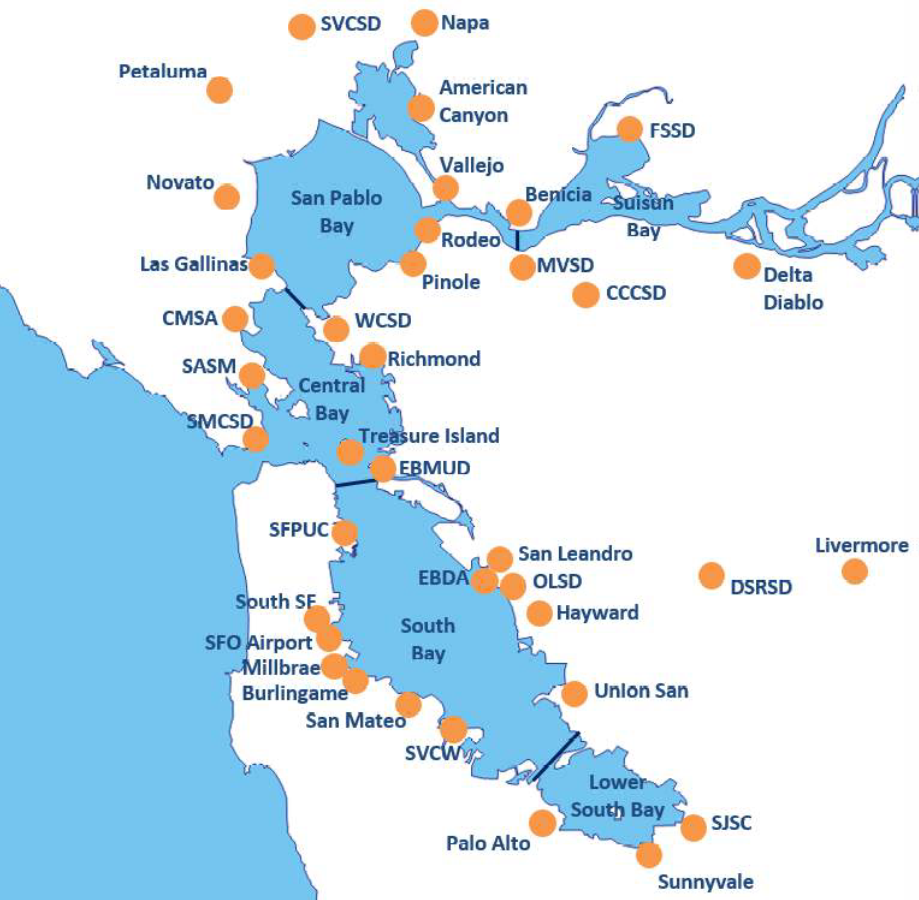 SVCSD
Napa
Petaluma
American
Canyon
FSSD
Vallejo
Novato
Benicia
San Pablo
Bay
Suisun
Bay
Rodeo
Las Gallinas
MVSD
Pinole
Delta
Diablo
CCCSD
CMSA
WCSD
Richmond
SASM
Central
Bay
SMCSD
Treasure Island
EBMUD
SFPUC
San Leandro
Livermore
EBDA
OLSD
DSRSD
South SF
Hayward
South
Bay
SFO Airport
Millbrae
Burlingame
Union San
San Mateo
SVCW
Lower
South Bay
SJSC
Palo Alto
Sunnyvale